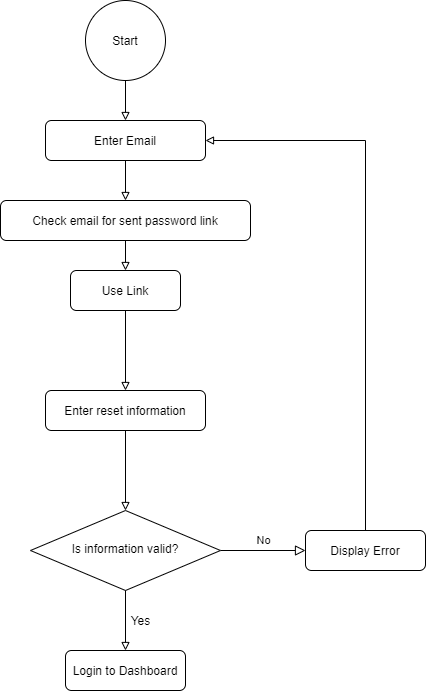 Start
Enter Email
Check email for sent password link
Use Link
Enter reset information
Is information valid?
No
Display Error
Yes
Login to Dashboard